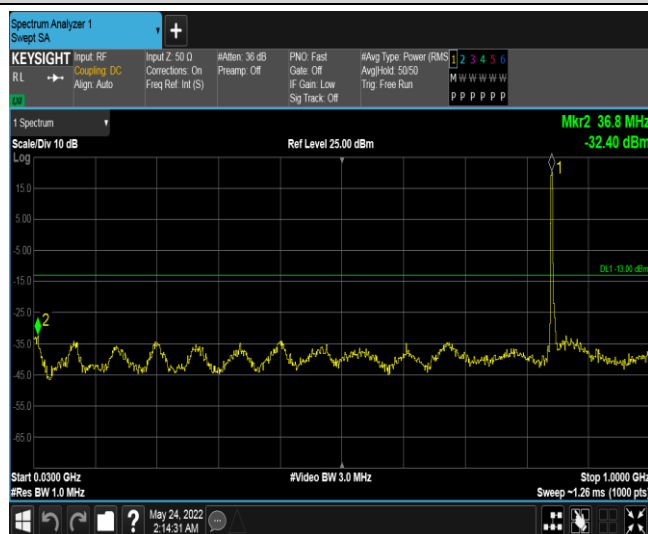 Spectrum Analyzer 1
Swept SA
+
KEYSIGHT
RL
Input: RF
Coupling: DC
Align: Auto
Input Z: 50 Ω
Corrections: On
Freq Ref: Int (S)
#Atten: 36 dB
Preamp: Off
PNO: Fast
Gate: Off
IF Gain: Low
Sig Track: Off
#Avg Type: Power (RMS
Avg|Hold: 50/50
Trig: Free Run
1 2 3 4 5 6
M W W W W W
P P P P P P
1 Spectrum
Scale/Div 10 dB
Ref Level 25.00 dBm
Mkr2 36.8 MHz
-32.40 dBm
Log
1
15.0
5.00
-5.00
DL1 -13.00 dBm
-15.0
-25.0
2
-35.0
-45.0
-55.0
-65.0
Start 0.0300 GHz
#Video BW 3.0 MHz
Stop 1.0000 GHz
#Res BW 1.0 MHz
Sweep ~1.26 ms (1000 pts)
?
May 24, 2022
2:14:31 AM